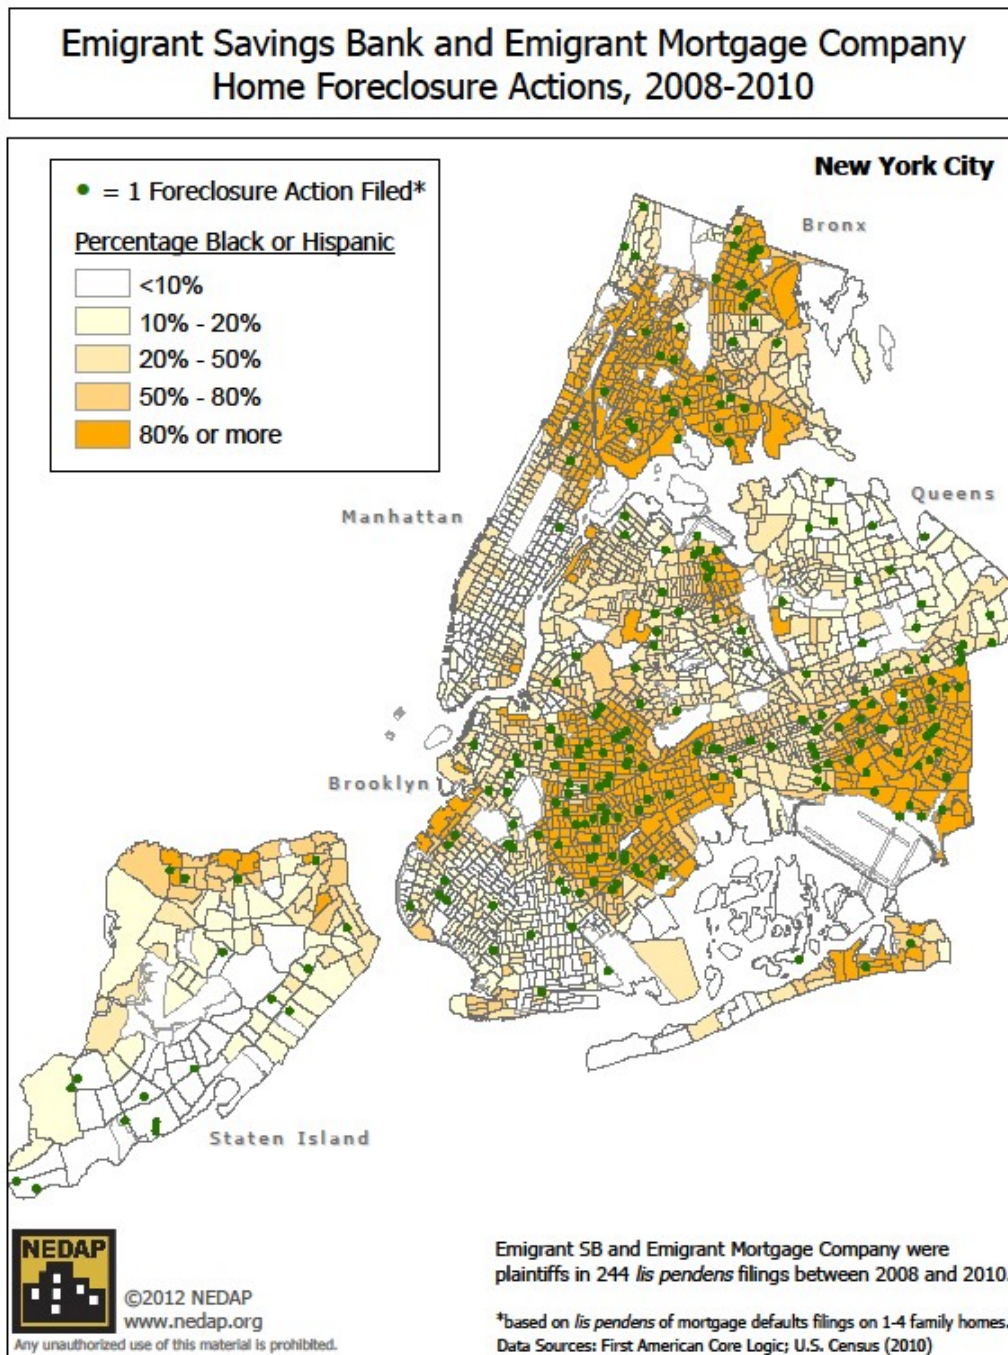 Emigrant Savings Bank and Emigrant Mortgage Company
Home Foreclosure Actions, 2008-2010
New York City
= 1 Foreclosure Action Filed*
Percentage Black or Hispanic
<10%
10% - 20%
20% - 50%
50% - 80%
80% or more
Bronx
Manhattan
Queens
Brooklyn
Staten Island
NEDAP
©2012 NEDAP
www.nedap.org
Any unauthorized use of this material is prohibited.
Emigrant SB and Emigrant Mortgage Company were
plaintiffs in 244 lis pendens filings between 2008 and 2010.
*based on lis pendens of mortgage defaults filings on 1-4 family homes.
Data Sources: First American Core Logic; U.S. Census (2010)